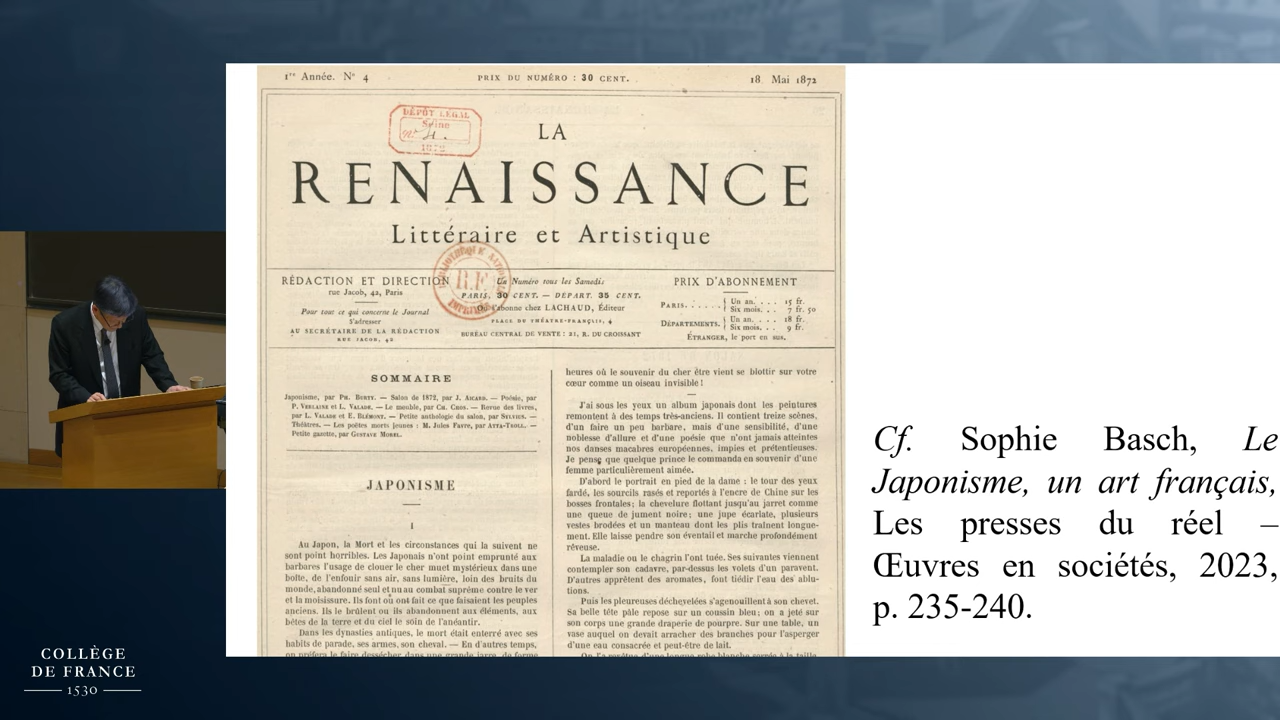 1re Année. N° 4 PRIX DU NUMÉRO : 30 CENT. 18 Mai 1872
DÉPOT LÉGAL
Seine
1872
LA
RENAISSANCE
Littéraire et Artistique
RÉDACTION ET DIRECTION
rue Jacob, 42, Paris
Pour tout ce qui concerne le Journal
S'adresser
AU SECRÉTAIRE DE LA RÉDACTION
RUE JACOB, 42
BIBLIOTHÈQUE NATIONALE
R.F.
IMPRIMÉS
Un Numéro tous les Samedis
PARIS, 30 CENT. — DÉPART. 35 CENT.
On s'abonne chez LACHAUD, Éditeur
PLACE DU THÉATRE-FRANÇAIS, 4
BUREAU CENTRAL DE VENTE : 21, R. DU CROISSANT
PRIX D'ABONNEMENT
PARIS. Un an. 15 fr.
Six mois. 7 fr. 50
DÉPARTEMENTS. Un an. 18 fr.
Six mois. 9 fr.
ÉTRANGER, le port en sus.
SOMMAIRE
Japonisme, par PH. BURTY. — Salon de 1872, par J. AICARD. — Poésie, par
P. VERLAINE et L. VALADE. — Le meuble, par CH. CROS. — Revue des livres,
par L. VALADE et E. BLÉMONT. — Petite anthologie du salon, par SILVIUS. —
Théâtres. — Les poëtes morts jeunes : M. Jules Favre, par ATTA-TROLL. —
Petite gazette, par GUSTAVE MOREL.
JAPONISME
I
Au Japon, la Mort et les circonstances qui la suivent ne
sont point horribles. Les Japonais n'ont point emprunté aux
barbares l'usage de clouer le cher muet mystérieux dans une
boîte, de l'enfouir sans air, sans lumière, loin des bruits du
monde, abandonné seul et nu au combat suprême contre le ver
et la moisissure. Ils font où ont fait ce que faisaient les peuples
anciens. Ils le brûlent ou ils abandonnent aux éléments, aux
bêtes de la terre et du ciel le soin de l'anéantir.
Dans les dynasties antiques, le mort était enterré avec ses
habits de parade, ses armes, son cheval. — En d'autres temps,
on préféra le faire dessécher dans une grande jarre, de forme
heures où le souvenir du cher être vient se blottir sur votre
cœur comme un oiseau invisible !
J'ai sous les yeux un album japonais dont les peintures
remontent à des temps très-anciens. Il contient treize scènes,
d'un faire un peu barbare, mais d'une sensibilité, d'une
noblesse d'allure et d'une poésie que n'ont jamais atteintes
nos danses macabres européennes, impies et prétentieuses.
Je pense que quelque prince le commanda en souvenir d'une
femme particulièrement aimée.
D'abord le portrait en pied de la dame : le tour des yeux
fardé, les sourcils rasés et reportés à l'encre de Chine sur les
bosses frontales; la chevelure flottant jusqu'au jarret comme
une queue de jument noire; une jupe écarlate, plusieurs
vestes brodées et un manteau dont les plis traînent longue-
ment. Elle laisse pendre son éventail et marche profondément
rêveuse.
La maladie ou le chagrin l'ont tuée. Ses suivantes viennent
contempler son cadavre, par-dessus les volets d'un paravent.
D'autres apprêtent des aromates, font tiédir l'eau des ablu-
tions.
Puis les pleureuses déchevelées s'agenouillent à son chevet.
Sa belle tête pâle repose sur un coussin bleu; on a jeté sur
son corps une grande draperie de pourpre. Sur une table, un
vase auquel on devait arracher des branches pour l'asperger
d'une eau consacrée et peut-être de lait.
Cf. Sophie Basch, Le
Japonisme, un art français,
Les presses du réel –
Œuvres en sociétés, 2023,
p. 235-240.
COLLÈGE
DE FRANCE
1530